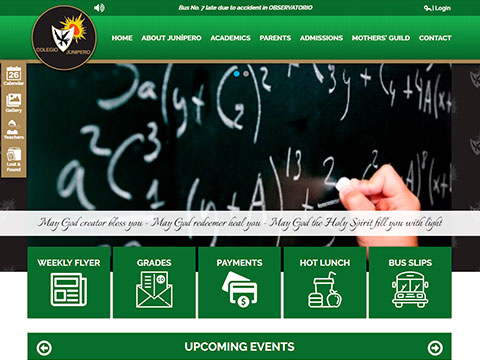 Bus No. 7 late due to accident in OBSERVATORIO
| Login
COLEGIO JUNIPERO
HOME ABOUT JUNÍPERO ACADEMICS PARENTS ADMISSIONS MOTHERS' GUILD CONTACT
26
Calendar
Gallery
Teachers
Lost &
Found
May God creator bless you - May God redeemer heal you - May God the Holy Spirit fill you with light
WEEKLY FLYER GRADES PAYMENTS HOT LUNCH BUS SLIPS
UPCOMING EVENTS